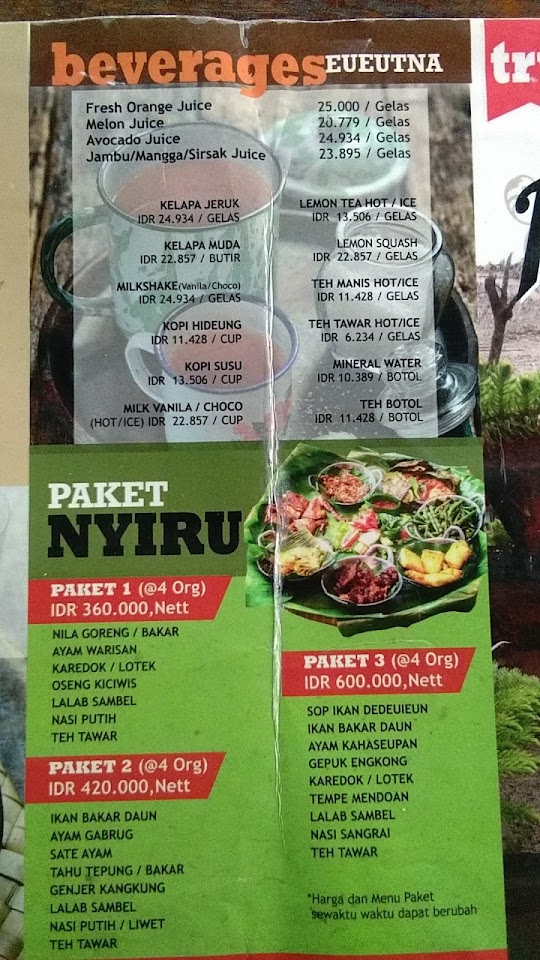 beverages EUEUTNA
try
Fresh Orange Juice 25.000 / Gelas
Melon Juice 20.779 / Gelas
Avocado Juice 24.934 / Gelas
Jambu/Mangga/Sirsak Juice 23.895 / Gelas
KELAPA JERUK
IDR 24.934 / GELAS
KELAPA MUDA
IDR 22.857 / BUTIR
MILKSHAKE(Vanila/Choco)
IDR 24.934 / GELAS
KOPI HIDEUNG
IDR 11.428 / CUP
KOPI SUSU
IDR 13.506 / CUP
MILK VANILA / CHOCO
(HOT/ICE) IDR 22.857 / CUP
LEMON TEA HOT / ICE
IDR 13.506 / GELAS
LEMON SQUASH
IDR 22.857 / GELAS
TEH MANIS HOT/ICE
IDR 11.428 / GELAS
TEH TAWAR HOT/ICE
IDR 6.234 / GELAS
MINERAL WATER
IDR 10.389 / BOTOL
TEH BOTOL
IDR 11.428 / BOTOL
PAKET
NYIRU
PAKET 1 (@4 Org)
IDR 360.000,Nett
NILA GORENG / BAKAR
AYAM WARISAN
KAREDOK / LOTEK
OSENG KICIWIS
LALAB SAMBEL
NASI PUTIH
TEH TAWAR
PAKET 2 (@4 Org)
IDR 420.000,Nett
IKAN BAKAR DAUN
AYAM GABRUG
SATE AYAM
TAHU TEPUNG / BAKAR
GENJER KANGKUNG
LALAB SAMBEL
NASI PUTIH / LIWET
TEH TAWAR
PAKET 3 (@4 Org)
IDR 600.000,Nett
SOP IKAN DEDEUIEUN
IKAN BAKAR DAUN
AYAM KAHASEUPAN
GEPUK ENGKONG
KAREDOK / LOTEK
TEMPE MENDOAN
LALAB SAMBEL
NASI SANGRAI
TEH TAWAR
*Harga dan Menu Paket
sewaktu waktu dapat berubah